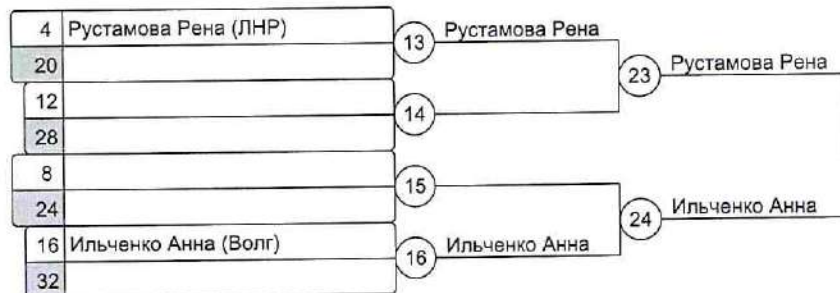 4 Рустамова Рена (ЛНР)
20
12
28
8
24
16 Ильченко Анна (Волг)
32
13 Рустамова Рена
14
15
16 Ильченко Анна
23 Рустамова Рена
24 Ильченко Анна